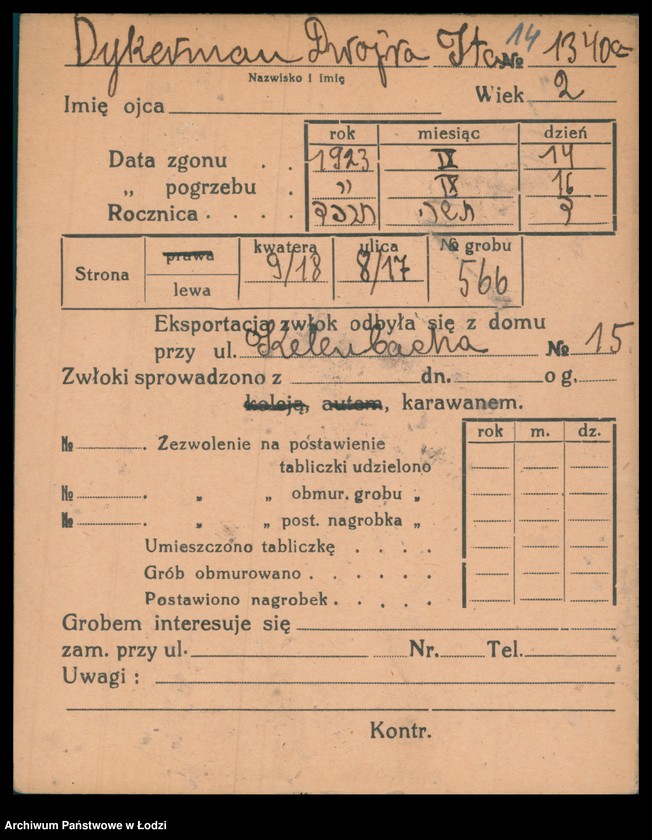 Dykerman Dwojra Ita № 14 1340a
Nazwisko i imię
Imię ojca Wiek 2
rok miesiąc dzień
Data zgonu . . 1923 IX 14
„ pogrzebu . „ IX 16
Rocznica . . . .
Strona prawa lewa kwatera 9/18 ulica 8/17 № grobu 566
Eksportacja zwłok odbyła się z domu
przy ul. Kelenbacha № 15
Zwłoki sprowadzono z dn. o g.
koleją, autem, karawanem.
rok m. dz.
№ . Zezwolenie na postawienie
tabliczki udzielono
№ . „ „ obmur. grobu „
№ . „ „ post. nagrobka „
Umieszczono tabliczkę . . . .
Grób obmurowano . . . . . .
Postawiono nagrobek . . . .
Grobem interesuje się
zam. przy ul. Nr. Tel.
Uwagi :
Kontr.
Archiwum Państwowe w Łodzi